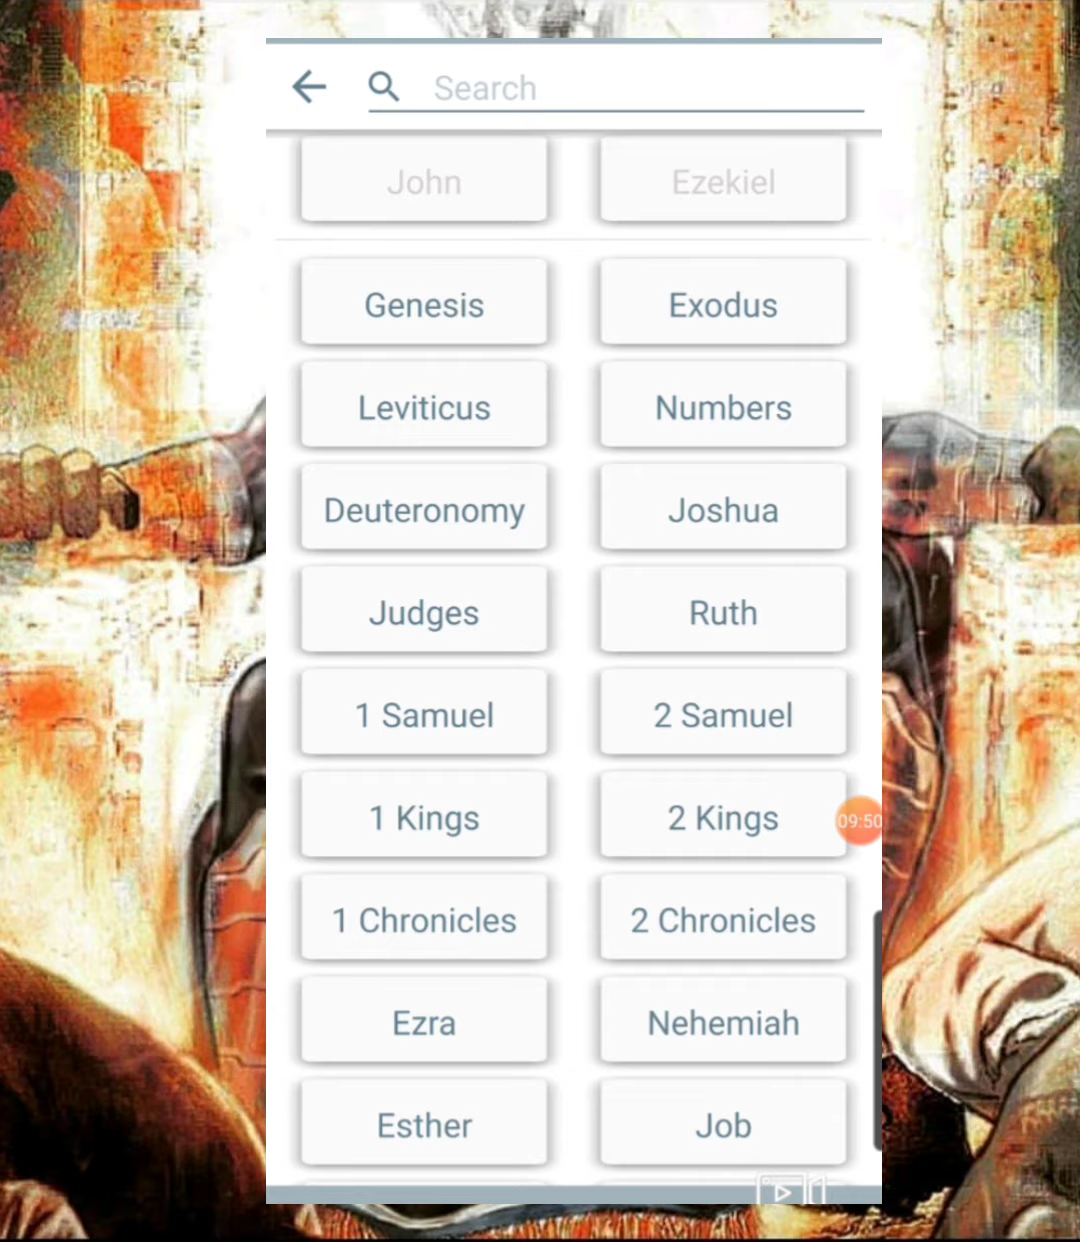 Search
John
Ezekiel
Genesis
Exodus
Leviticus
Numbers
Deuteronomy
Joshua
Judges
Ruth
1 Samuel
2 Samuel
1 Kings
2 Kings
09:50
1 Chronicles
2 Chronicles
Ezra
Nehemiah
Esther
Job